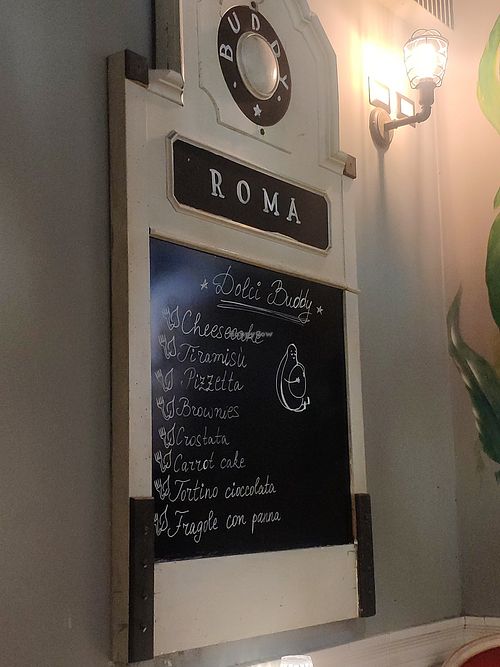 BUDDY
ROMA
Dolci Buddy
Cheesecake
Tiramisù
Pizzetta
Brownies
Crostata
Carrot cake
Tortino cioccolata
Fragole con panna